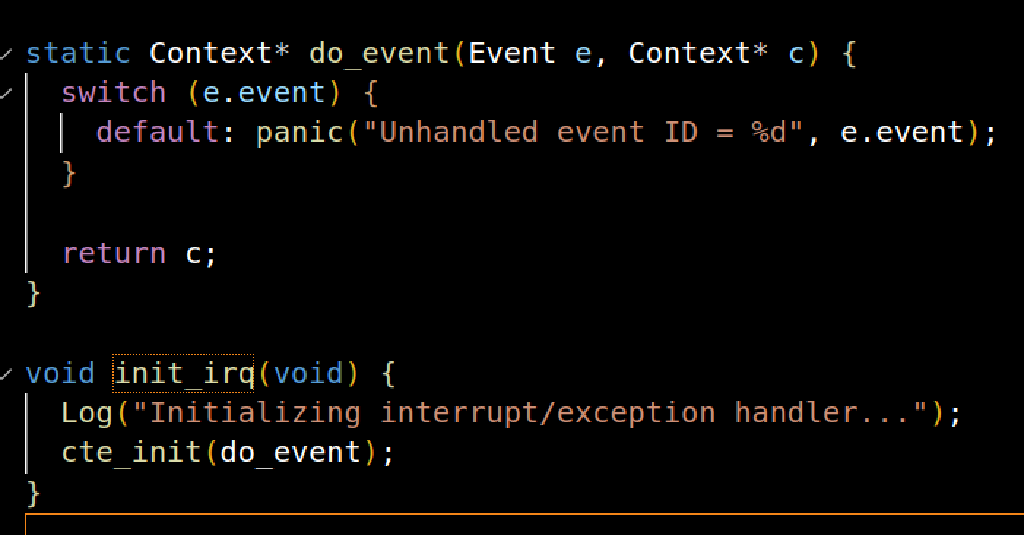 static Context* do_event(Event e, Context* c) {
  switch (e.event) {
    default: panic("Unhandled event ID = %d", e.event);
  }
  return c;
}
void init_irq(void) {
  Log("Initializing interrupt/exception handler...");
  cte_init(do_event);
}